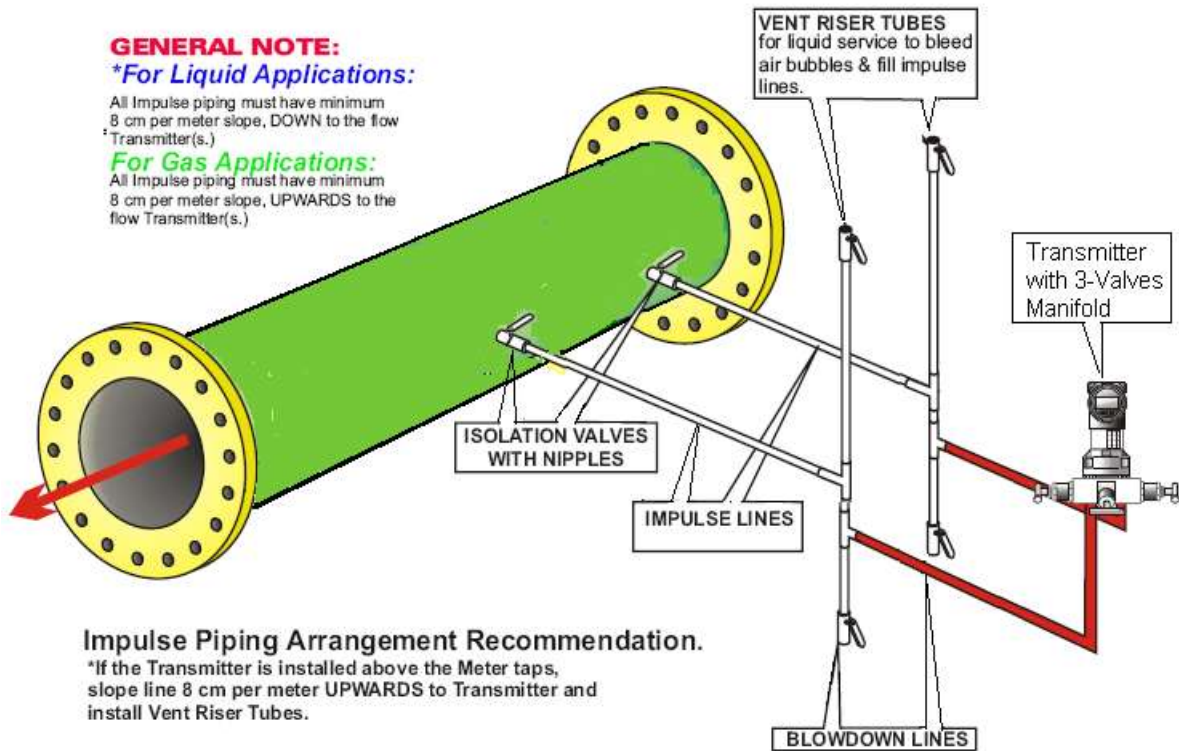 GENERAL NOTE:
*For Liquid Applications:
All Impulse piping must have minimum
8 cm per meter slope, DOWN to the flow
Transmitter(s.)
For Gas Applications:
All Impulse piping must have minimum
8 cm per meter slope, UPWARDS to the
flow Transmitter(s.)
VENT RISER TUBES
for liquid service to bleed
air bubbles & fill impulse
lines.
Transmitter
with 3-Valves
Manifold
ISOLATION VALVES
WITH NIPPLES
IMPULSE LINES
Impulse Piping Arrangement Recommendation.
*If the Transmitter is installed above the Meter taps,
slope line 8 cm per meter UPWARDS to Transmitter and
install Vent Riser Tubes.
BLOWDOWN LINES